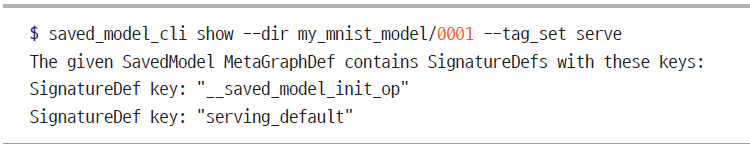 $ saved_model_cli show --dir my_mnist_model/0001 --tag_set serve
The given SavedModel MetaGraphDef contains SignatureDefs with these keys:
SignatureDef key: "__saved_model_init_op"
SignatureDef key: "serving_default"